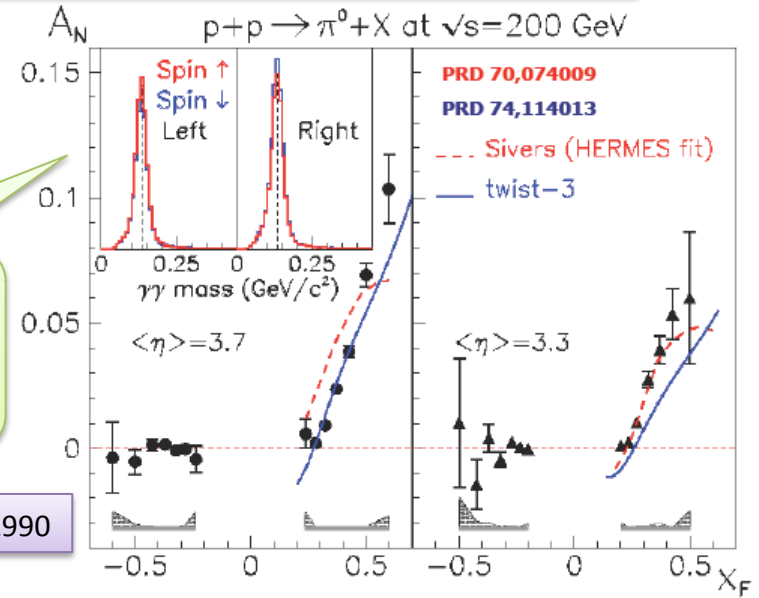 A_N
p+p → π⁰+X at √s=200 GeV
0.15
0.1
0.05
0
Spin ↑
Spin ↓
Left
Right
0
0.25
0
0.25
γγ mass (GeV/c²)
<η>=3.7
PRD 70,074009
PRD 74,114013
--- Sivers (HERMES fit)
— twist−3
<η>=3.3
990
−0.5
0
0.5
−0.5
0
0.5
X_F